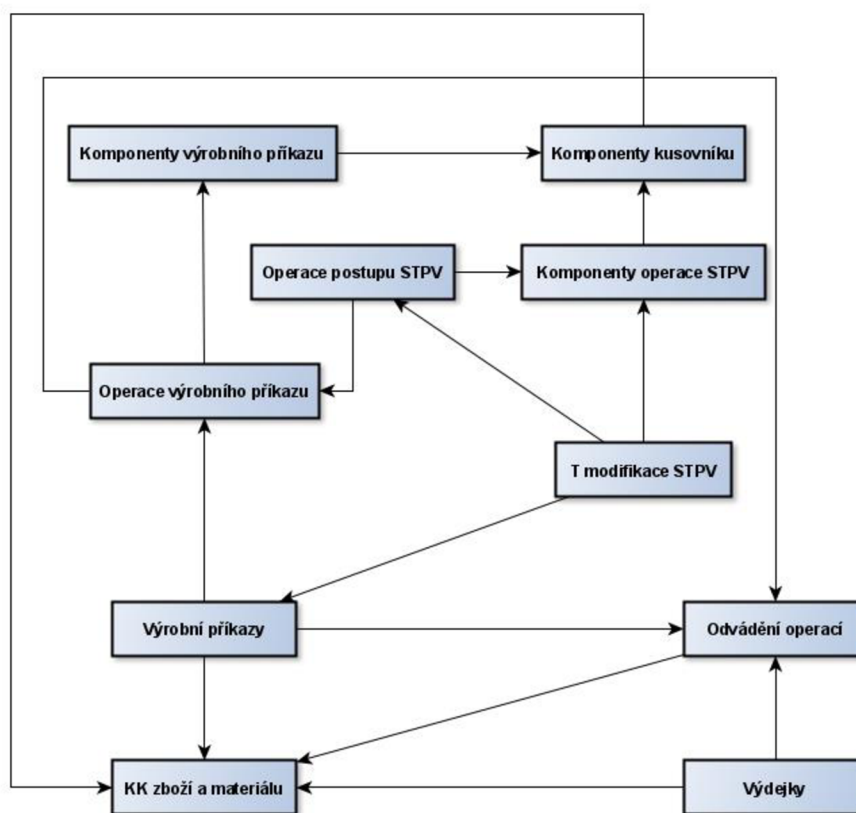 Komponenty výrobního příkazu
Komponenty kusovníku
Operace postupu STPV
Komponenty operace STPV
Operace výrobního příkazu
T modifikace STPV
Výrobní příkazy
Odvádění operací
KK zboží a materiálu
Výdejky